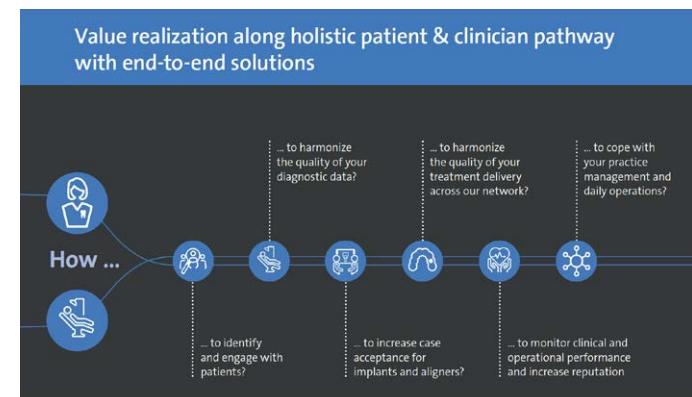 Value realization along holistic patient & clinician pathway
with end-to-end solutions
How ...
... to identify
and engage with
patients?
... to harmonize
the quality of your
diagnostic data?
... to increase case
acceptance for
implants and aligners?
... to harmonize
the quality of your
treatment delivery
across our network?
... to monitor clinical and
operational performance
and increase reputation
... to cope with
your practice
management and
daily operations?